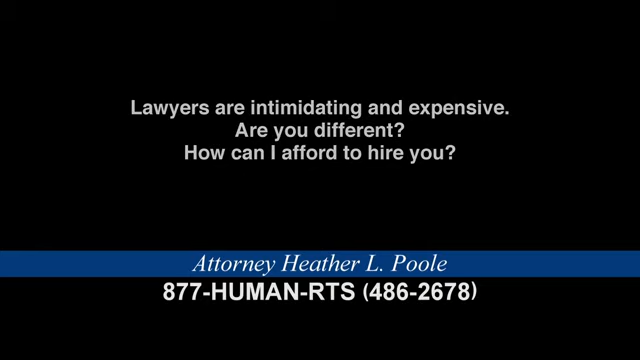 Lawyers are intimidating and expensive.
Are you different?
How can I afford to hire you?
Attorney Heather L. Poole
877-HUMAN-RTS (486-2678)